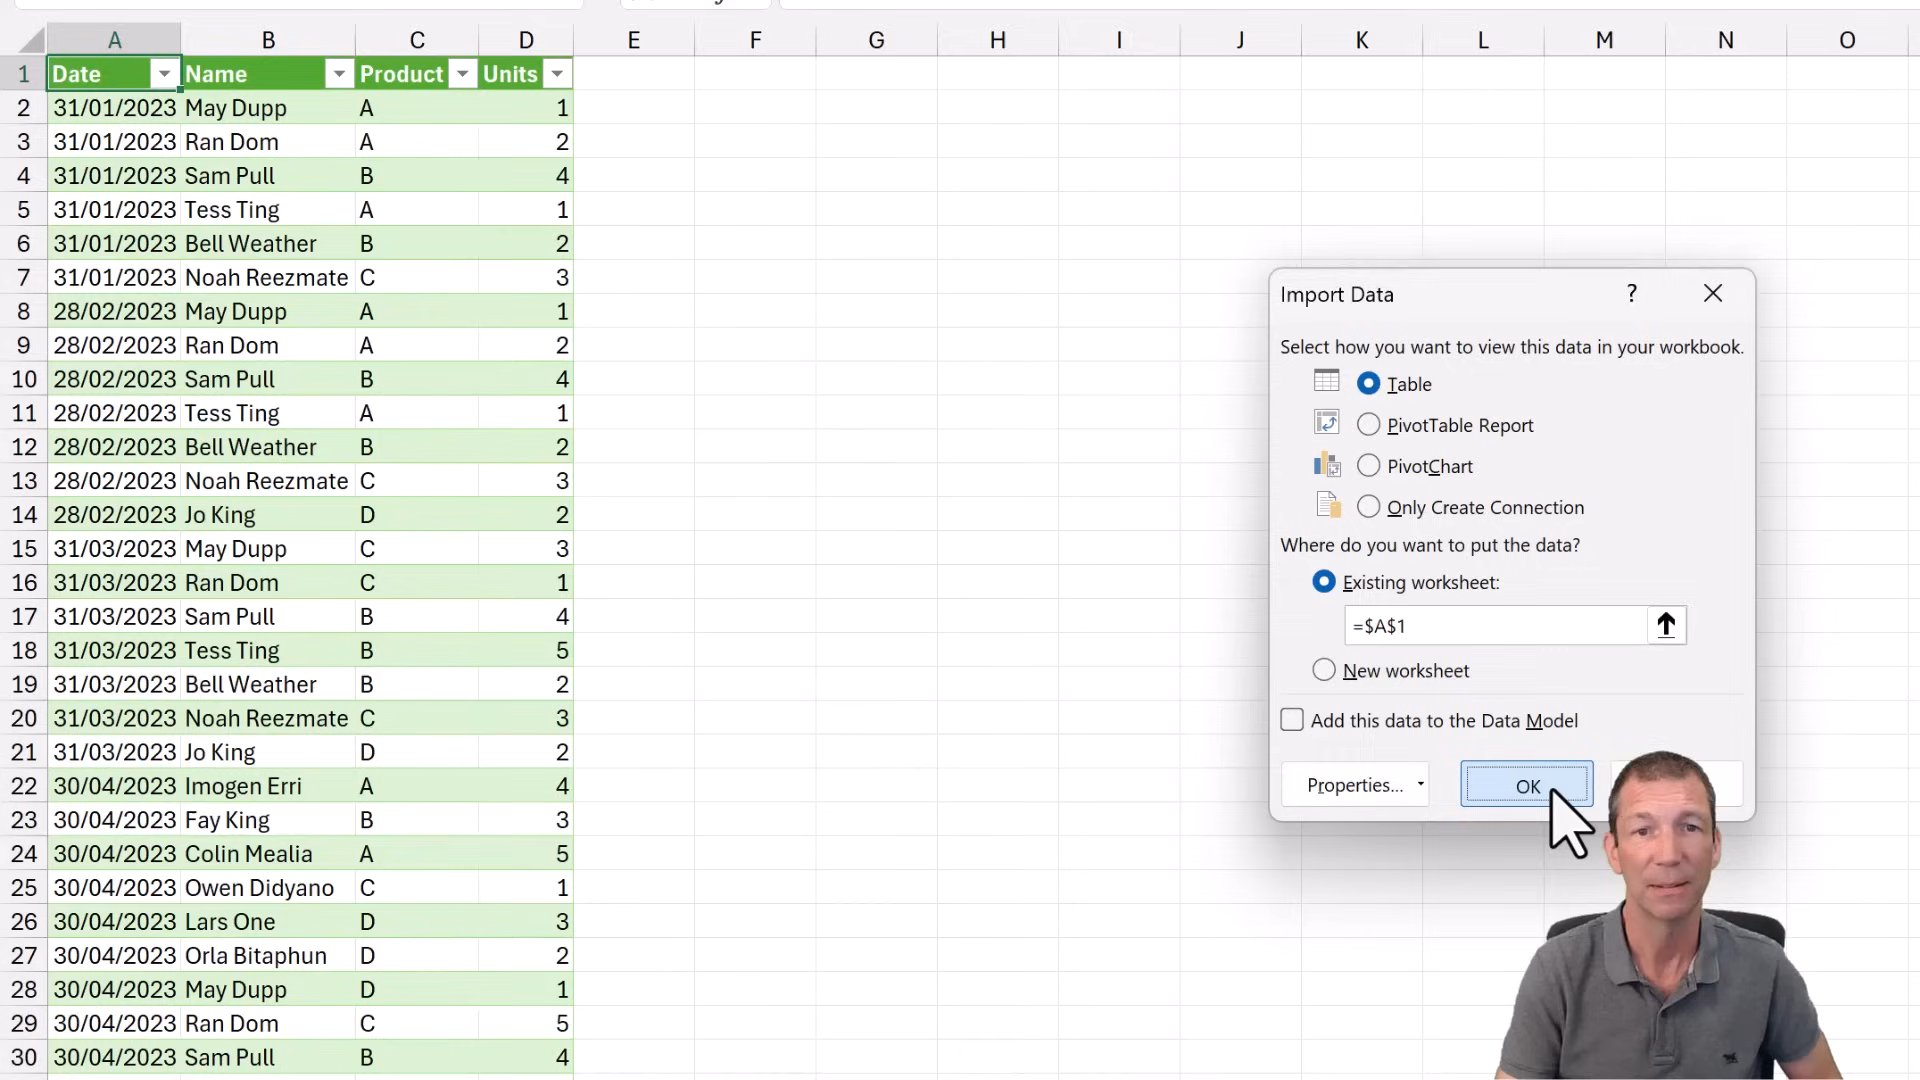 A B C D E F G H I J K L M N O
1 Date Name Product Units
2 31/01/2023 May Dupp A 1
3 31/01/2023 Ran Dom A 2
4 31/01/2023 Sam Pull B 4
5 31/01/2023 Tess Ting A 1
6 31/01/2023 Bell Weather B 2
7 31/01/2023 Noah Reezmate C 3
8 28/02/2023 May Dupp A 1
9 28/02/2023 Ran Dom A 2
10 28/02/2023 Sam Pull B 4
11 28/02/2023 Tess Ting A 1
12 28/02/2023 Bell Weather B 2
13 28/02/2023 Noah Reezmate C 3
14 28/02/2023 Jo King D 2
15 31/03/2023 May Dupp C 3
16 31/03/2023 Ran Dom C 1
17 31/03/2023 Sam Pull B 4
18 31/03/2023 Tess Ting B 5
19 31/03/2023 Bell Weather B 2
20 31/03/2023 Noah Reezmate C 3
21 31/03/2023 Jo King D 2
22 30/04/2023 Imogen Erri A 4
23 30/04/2023 Fay King B 3
24 30/04/2023 Colin Mealia A 5
25 30/04/2023 Owen Didyano C 1
26 30/04/2023 Lars One D 3
27 30/04/2023 Orla Bitaphun D 2
28 30/04/2023 May Dupp D 1
29 30/04/2023 Ran Dom C 5
30 30/04/2023 Sam Pull B 4
Import Data ?
Select how you want to view this data in your workbook.
Table
PivotTable Report
PivotChart
Only Create Connection
Where do you want to put the data?
Existing worksheet:
=$A$1
New worksheet
Add this data to the Data Model
Properties... OK